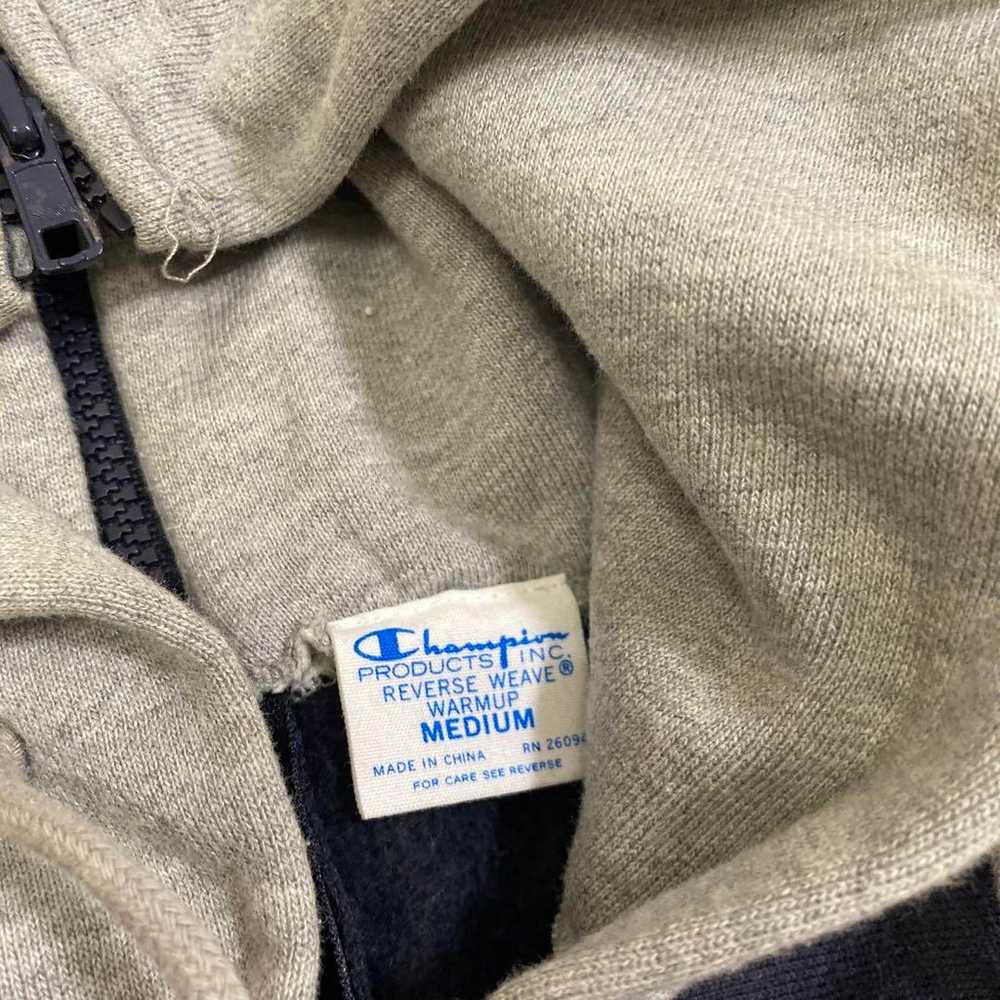 Champion
PRODUCTS INC.
REVERSE WEAVE®
WARMUP
MEDIUM
MADE IN CHINA RN 26094
FOR CARE SEE REVERSE